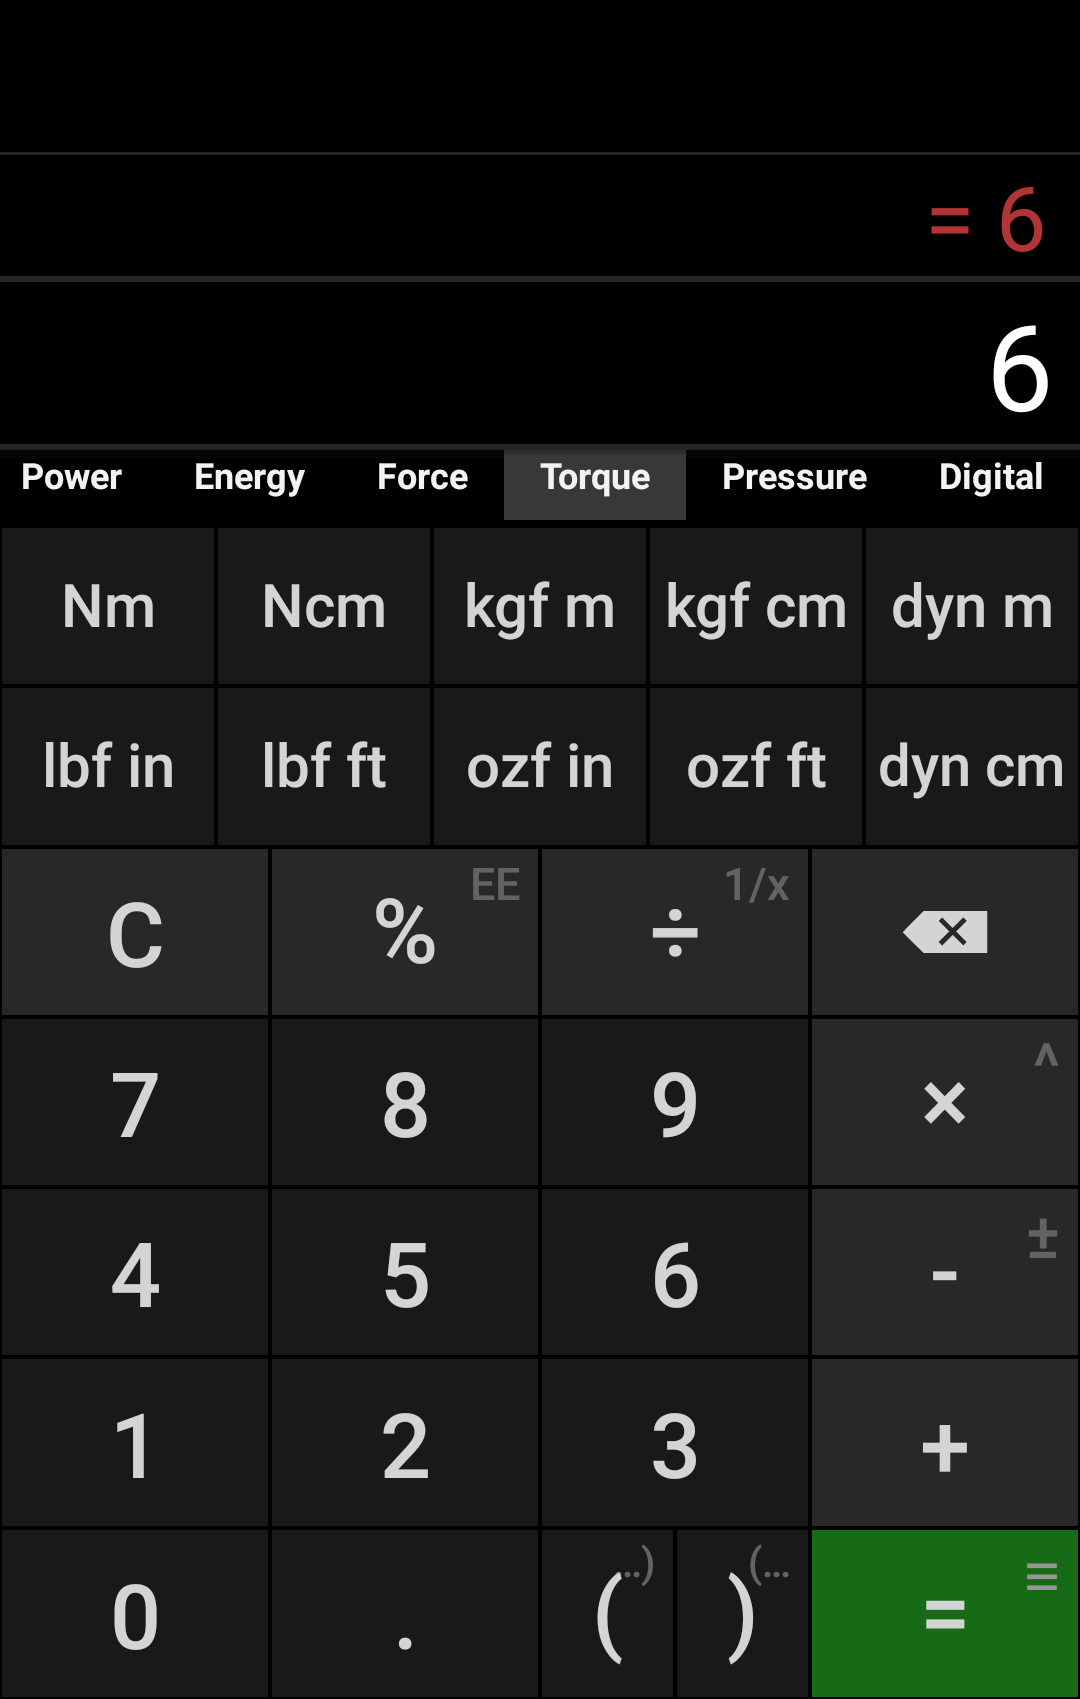 = 6
6
Power Energy Force Torque Pressure Digital
Nm Ncm kgf m kgf cm dyn m
lbf in lbf ft ozf in ozf ft dyn cm
C % EE ÷ 1/x ×
7 8 9 × ^
4 5 6 - ±
1 2 3 +
0 . ( ..) ) (... = ≡